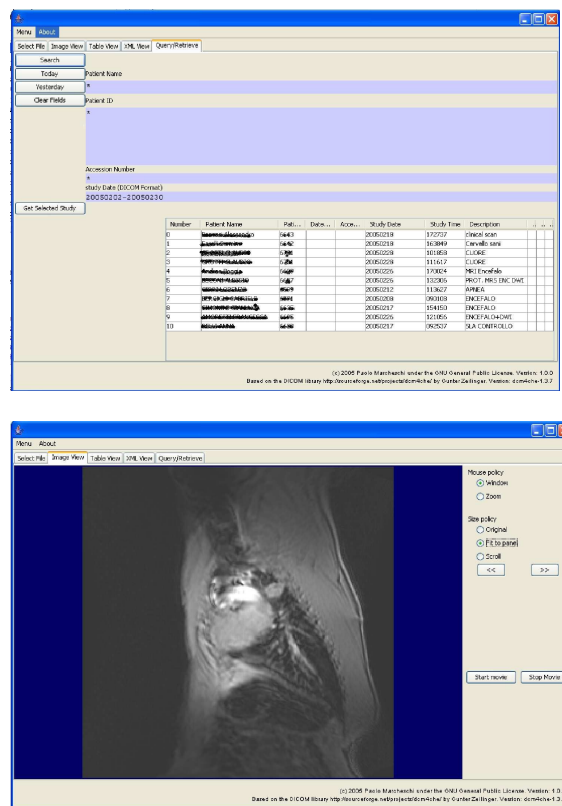 Menu About
Select File Image View Table View XML View Query/Retrieve
Search
Today
Patient Name
Yesterday
*
Clear Fields
Patient ID
*
Accession Number
*
study Date (DICOM Format)
20050202-20050230
Get Selected Study
Number Patient Name Pati... Date... Acce... Study Date Study Time Description
0 20050218 172737 clinical scan
1 20050218 163849 Carvallo sani
2 20050228 101858 CUORE
3 20050228 111617 CUORE
4 20050226 170024 MR1 Encefalo
5 20050226 132306 PROT. MRS ENC DWI
6 20050212 113627 APNEA
7 20050208 090108 ENCEFALO
8 20050217 154150 ENCEFALO
9 20050226 121056 ENCEFALO+DWI
10 20050217 092537 SLA CONTROLLO
(c) 2005 Paolo Marcheschi under the GNU General Public License. Version: 1.0.0
Based on the DICOM library http://sourceforge.net/projects/dcm4che/ by Gunter Zeilinger. Version: dcm4che-1.3.7
Menu About
Select File Image View Table View XML View Query/Retrieve
Mouse policy
Window
Zoom
Size policy
Original
Fit to panel
Scroll
<< >>
Start movie Stop Movie
(c) 2005 Paolo Marcheschi under the GNU General Public License. Version: 1.0
Based on the DICOM library http://sourceforge.net/projects/dcm4che/ by Gunter Zeilinger. Version: dcm4che-1.3